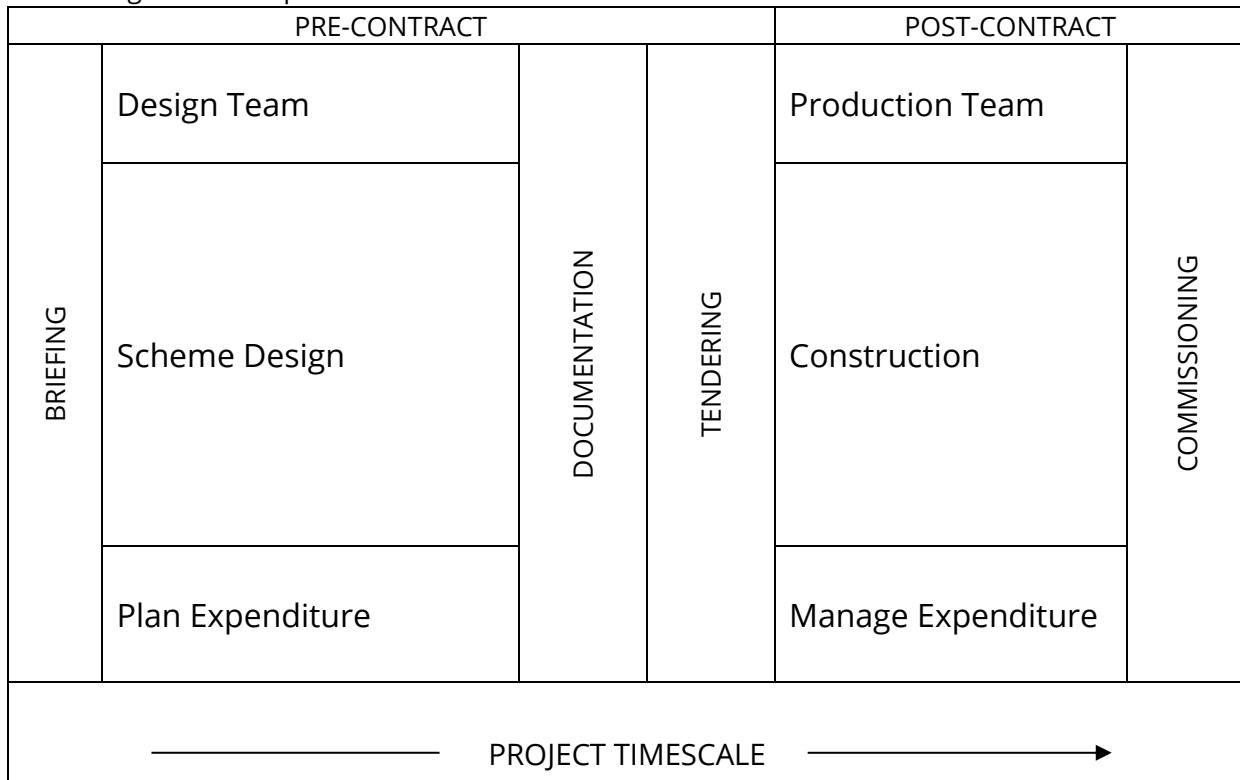 PRE-CONTRACT
POST-CONTRACT
BRIEFING
Design Team
Scheme Design
Plan Expenditure
DOCUMENTATION
TENDERING
Production Team
Construction
Manage Expenditure
COMMISSIONING
PROJECT TIMESCALE